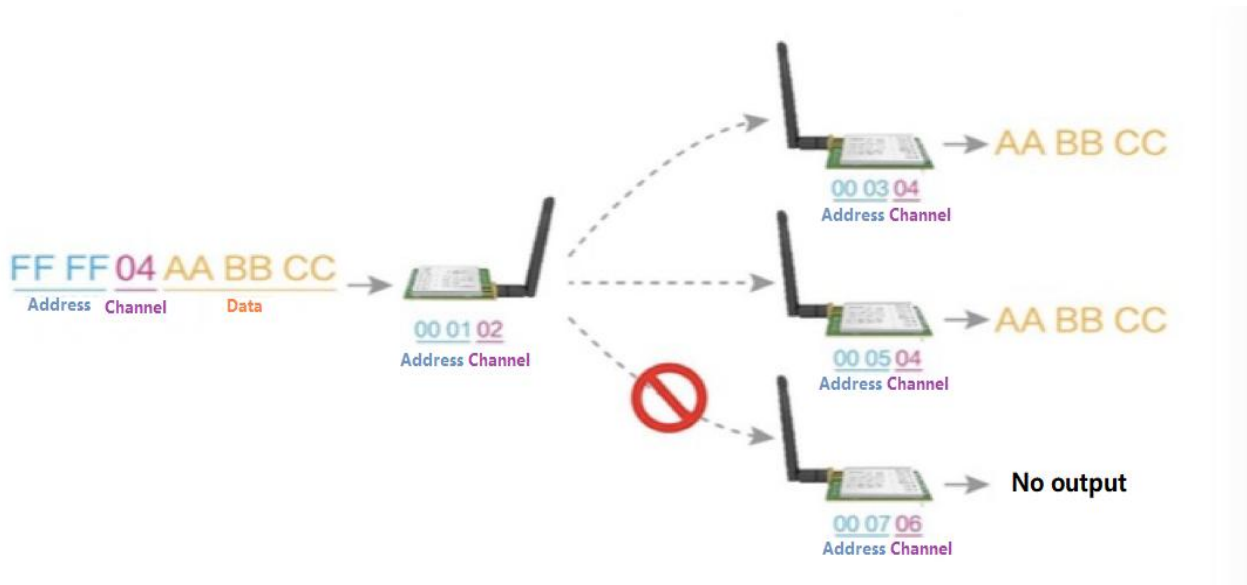 FF FF 04 AA BB CC
Address Channel Data
00 01 02
Address Channel
AA BB CC
00 03 04
Address Channel
AA BB CC
00 05 04
Address Channel
No output
00 07 06
Address Channel